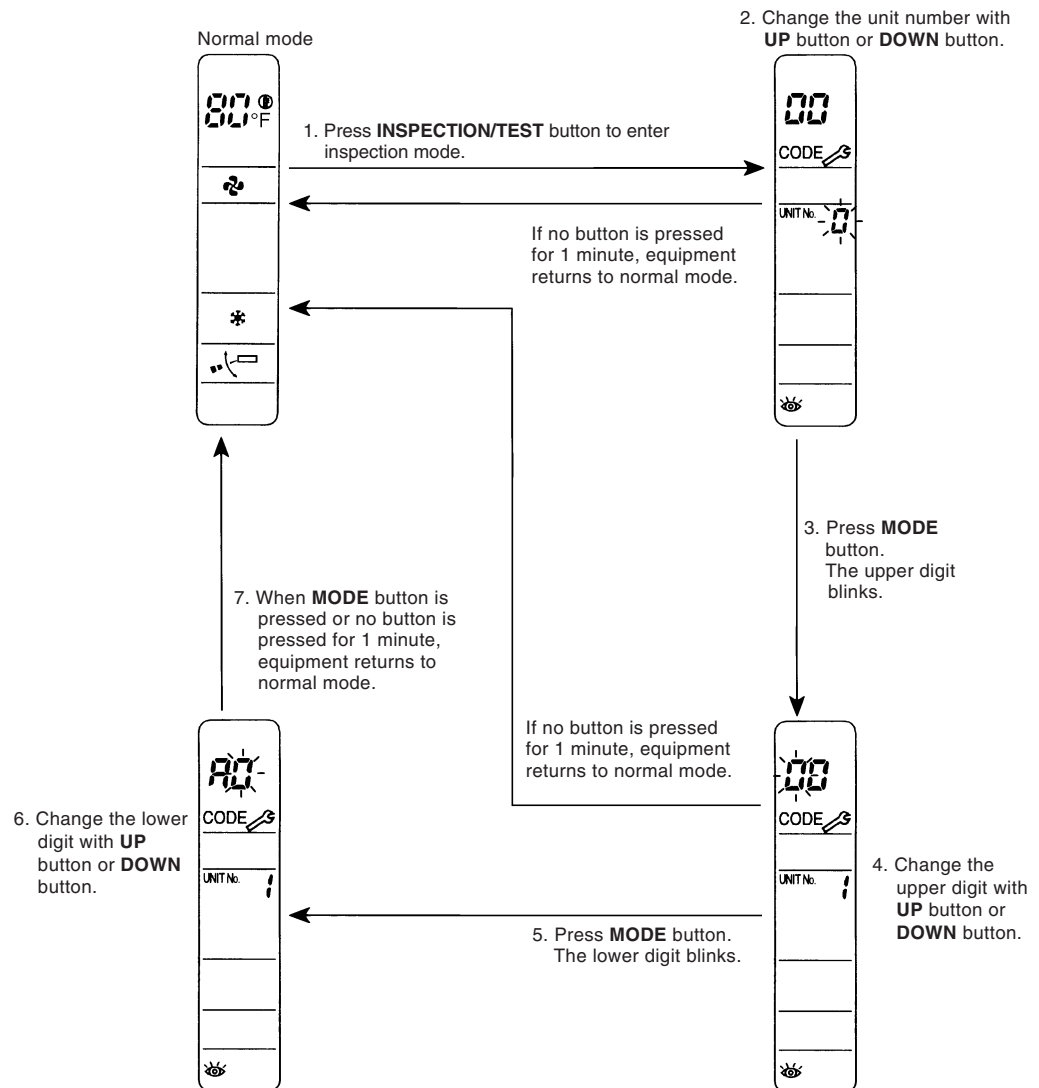 Normal mode
80
°F
1. Press INSPECTION/TEST button to enter
inspection mode.
2. Change the unit number with
UP button or DOWN button.
00
CODE
UNIT No.
0
If no button is pressed
for 1 minute, equipment
returns to normal mode.
3. Press MODE
button.
The upper digit
blinks.
00
CODE
UNIT No.
1
4. Change the
upper digit with
UP button or
DOWN button.
If no button is pressed
for 1 minute, equipment
returns to normal mode.
5. Press MODE button.
The lower digit blinks.
A0
CODE
UNIT No.
1
6. Change the lower
digit with UP
button or DOWN
button.
7. When MODE button is
pressed or no button is
pressed for 1 minute,
equipment returns to
normal mode.